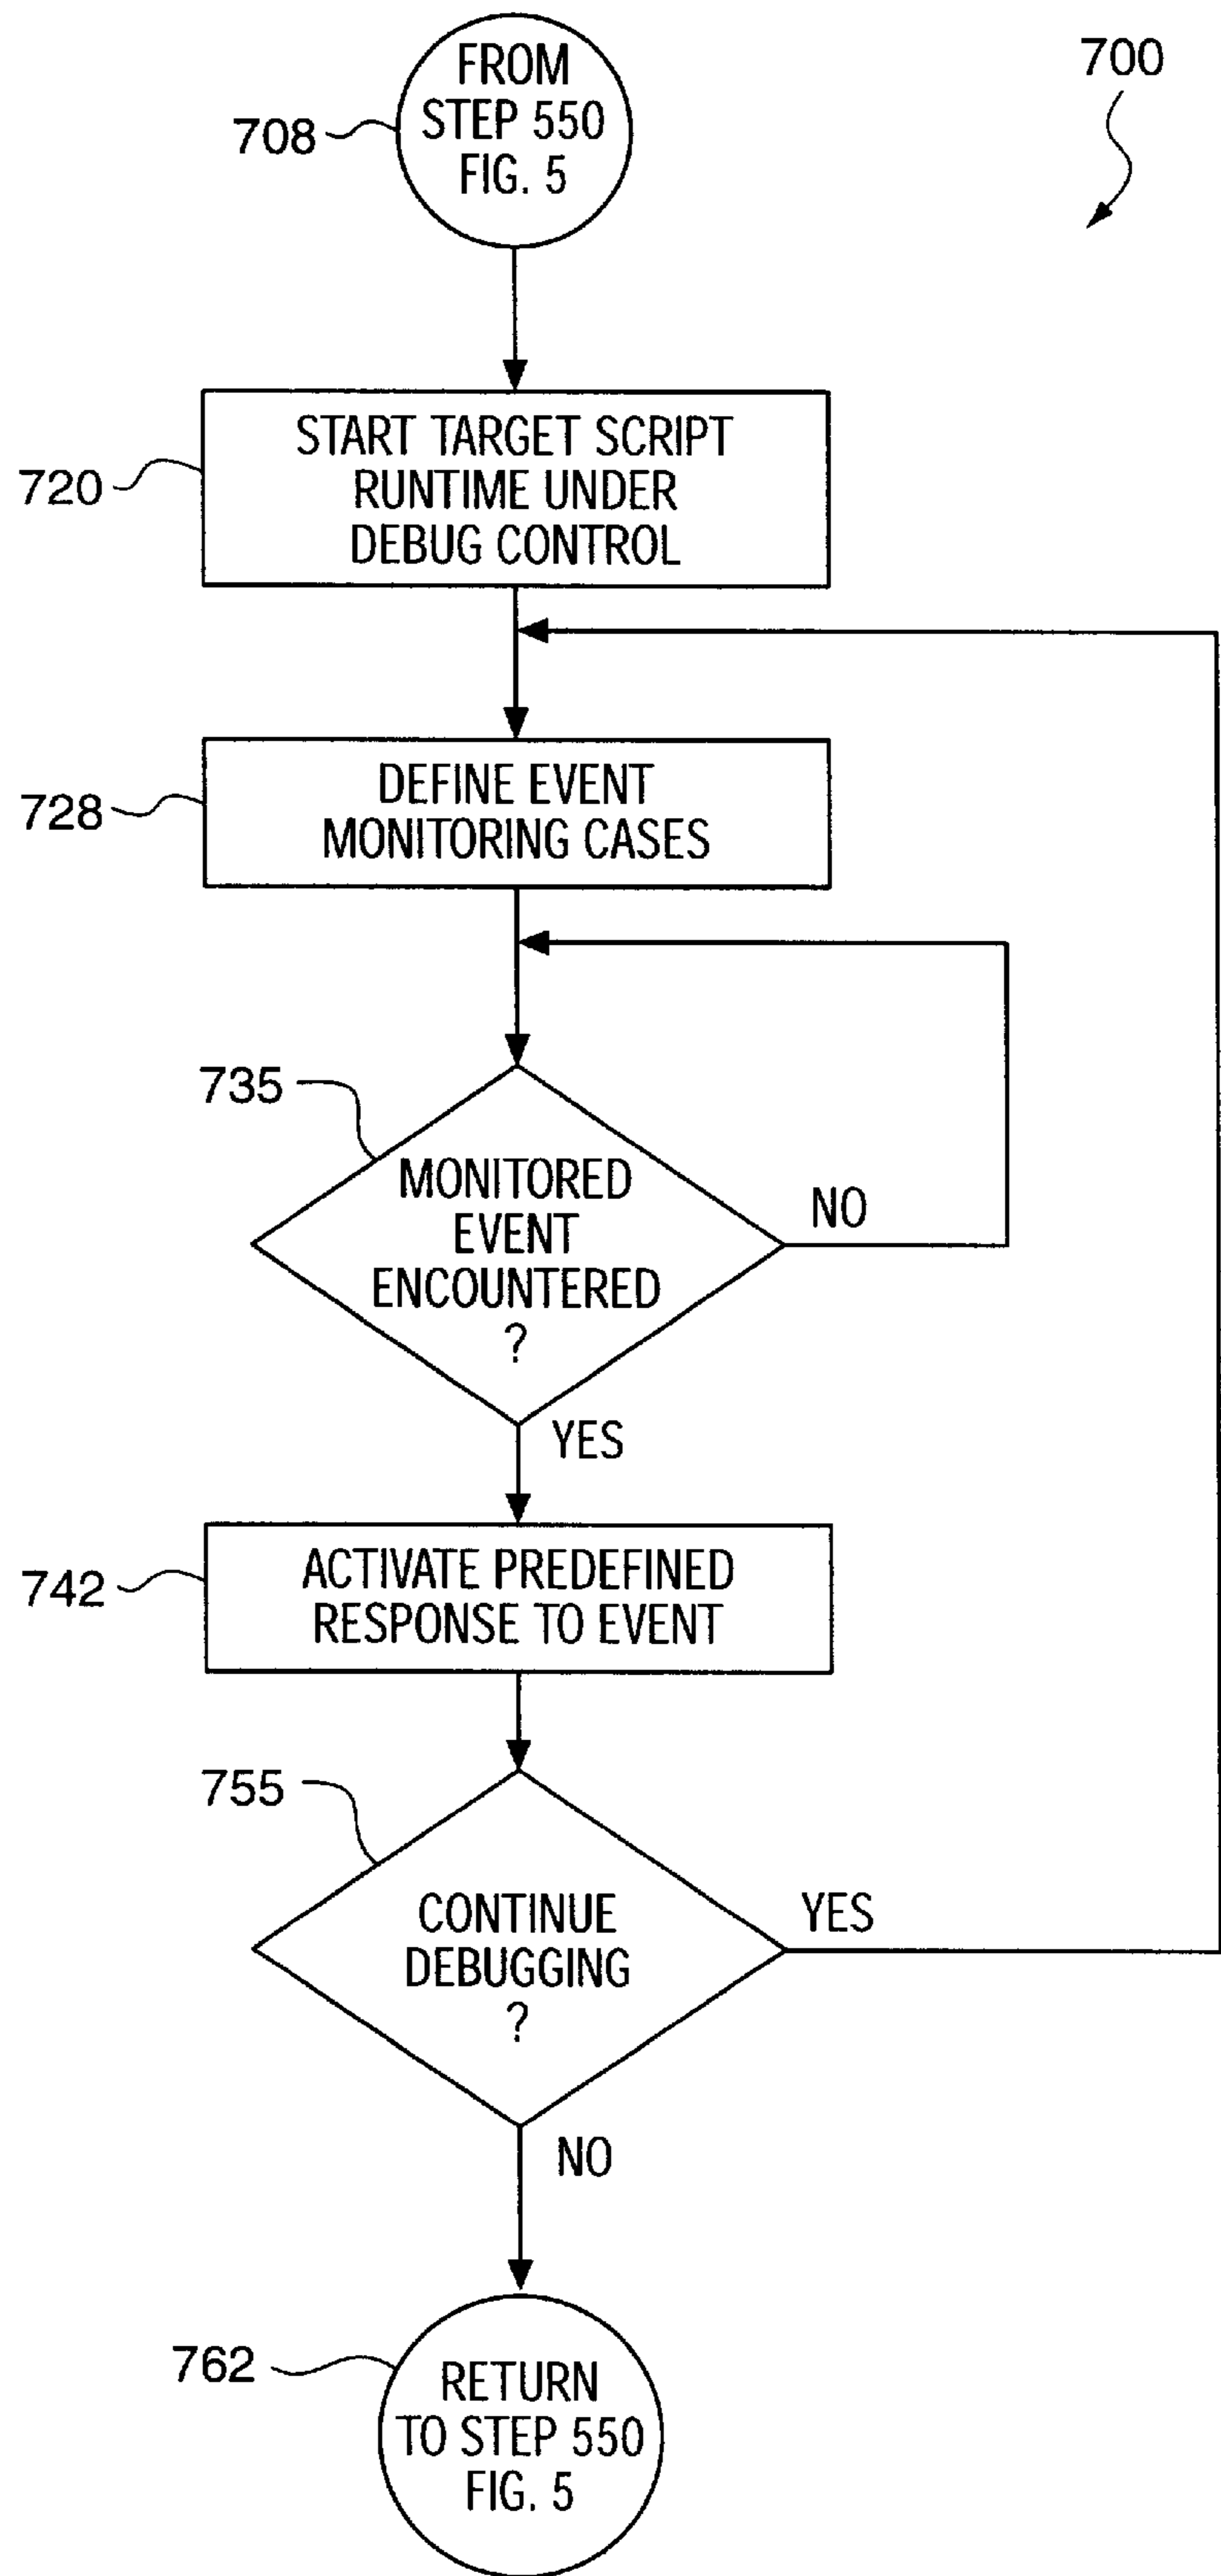 700
FROM
STEP 550
FIG. 5
708
START TARGET SCRIPT
RUNTIME UNDER
DEBUG CONTROL
720
DEFINE EVENT
MONITORING CASES
728
735
MONITORED
EVENT
ENCOUNTERED
?
NO
YES
ACTIVATE PREDEFINED
RESPONSE TO EVENT
742
755
CONTINUE
DEBUGGING
?
YES
NO
762
RETURN
TO STEP 550
FIG. 5